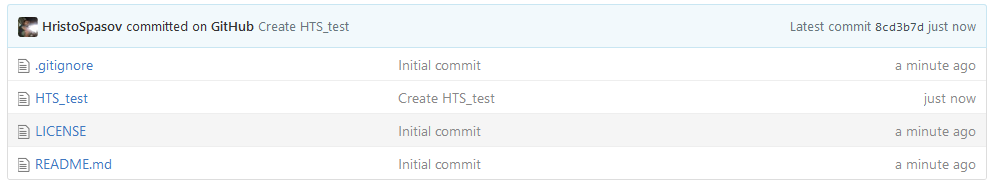 HristoSpasov committed on GitHub Create HTS_test Latest commit 8cd3b7d just now
.gitignore Initial commit a minute ago
HTS_test Create HTS_test just now
LICENSE Initial commit a minute ago
README.md Initial commit a minute ago